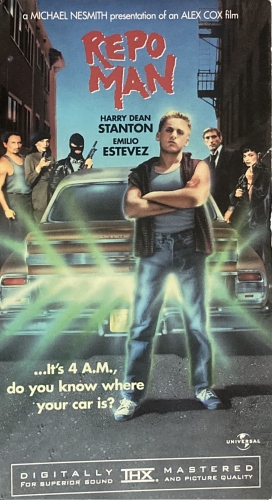 a MICHAEL NESMITH presentation of an ALEX COX film
REPO
MAN
HARRY DEAN
STANTON
EMILIO
ESTEVEZ
...It's 4 A.M.,
do you know where
your car is?
UNIVERSAL
DIGITALLY THX MASTERED
FOR SUPERIOR SOUND AND PICTURE QUALITY